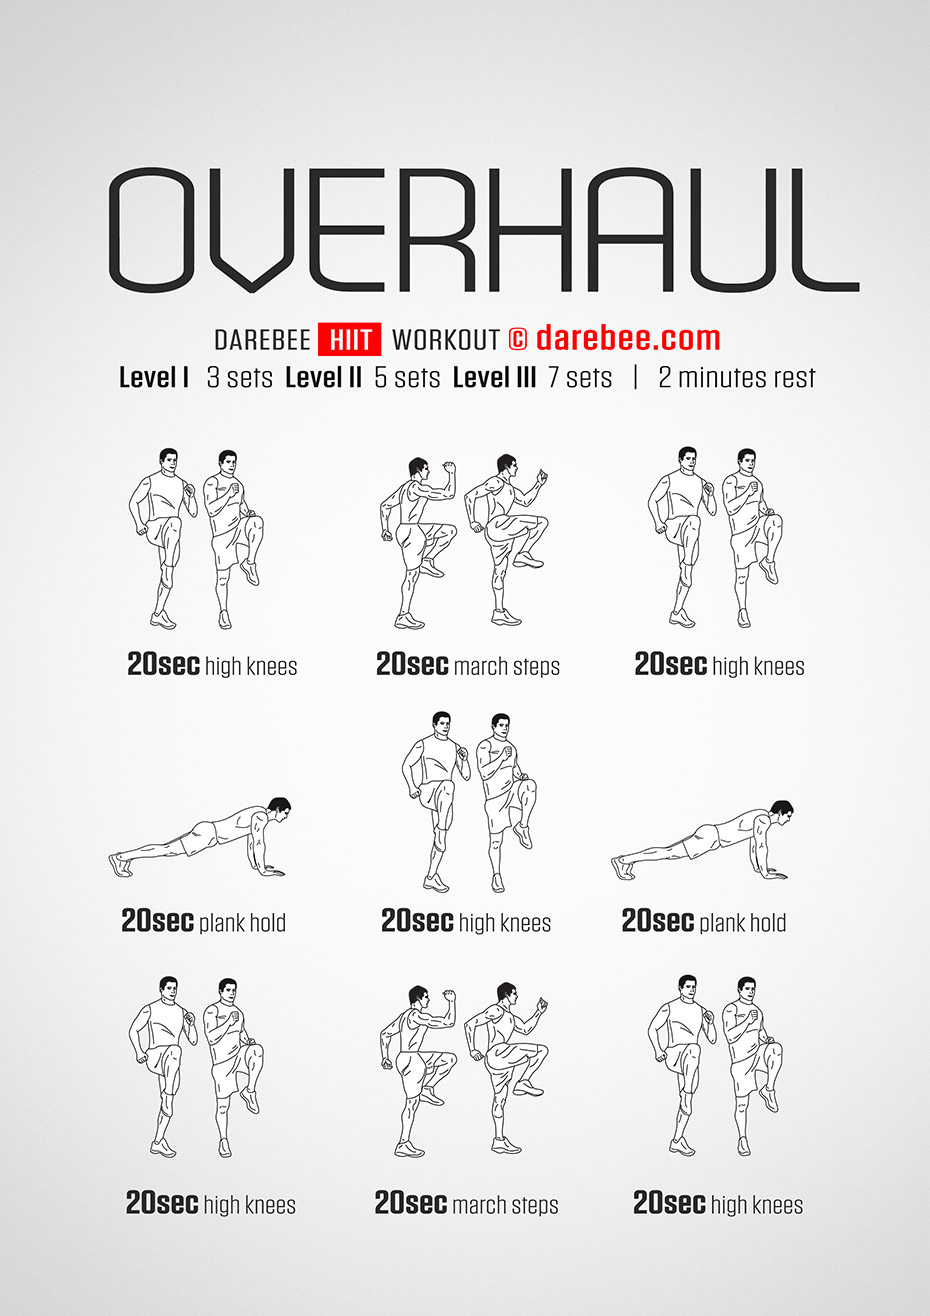 OVERHAUL
DAREBEE HIIT WORKOUT © darebee.com
Level I 3 sets Level II 5 sets Level III 7 sets | 2 minutes rest
20sec high knees
20sec march steps
20sec high knees
20sec plank hold
20sec high knees
20sec plank hold
20sec high knees
20sec march steps
20sec high knees